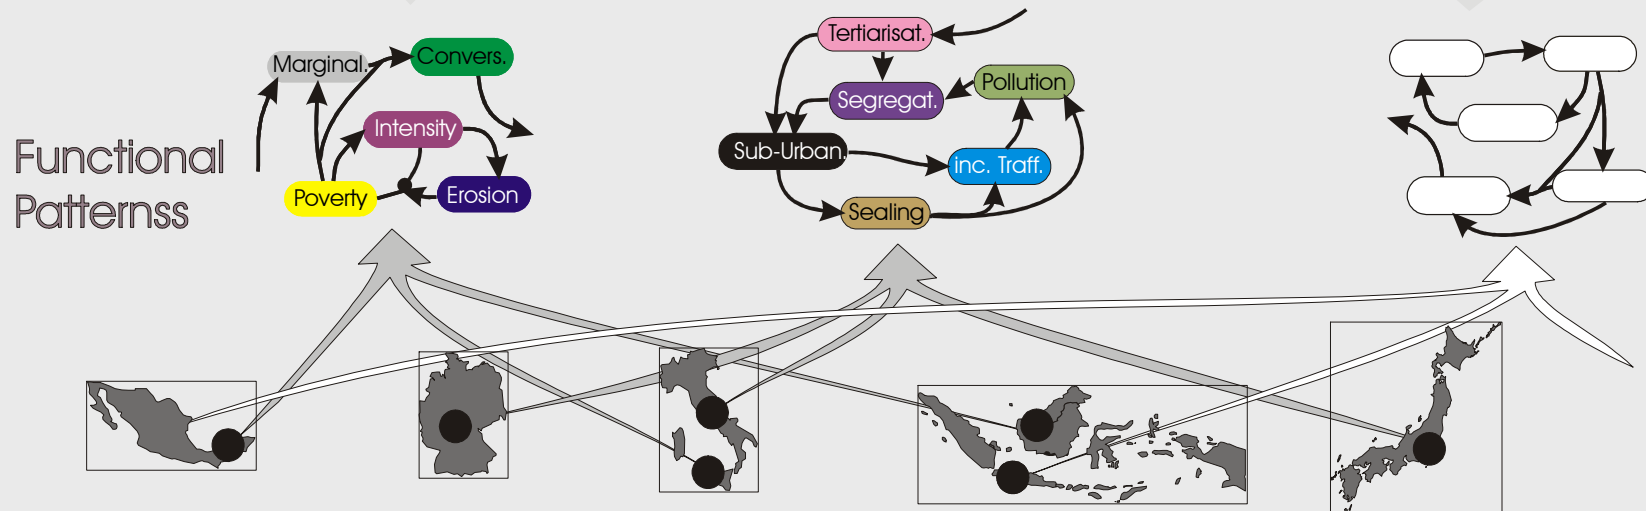 Functional
Patternss
Marginal.
Convers.
Intensity
Poverty
Erosion
Tertiarisat.
Segregat.
Pollution
Sub-Urban.
inc. Traff.
Sealing